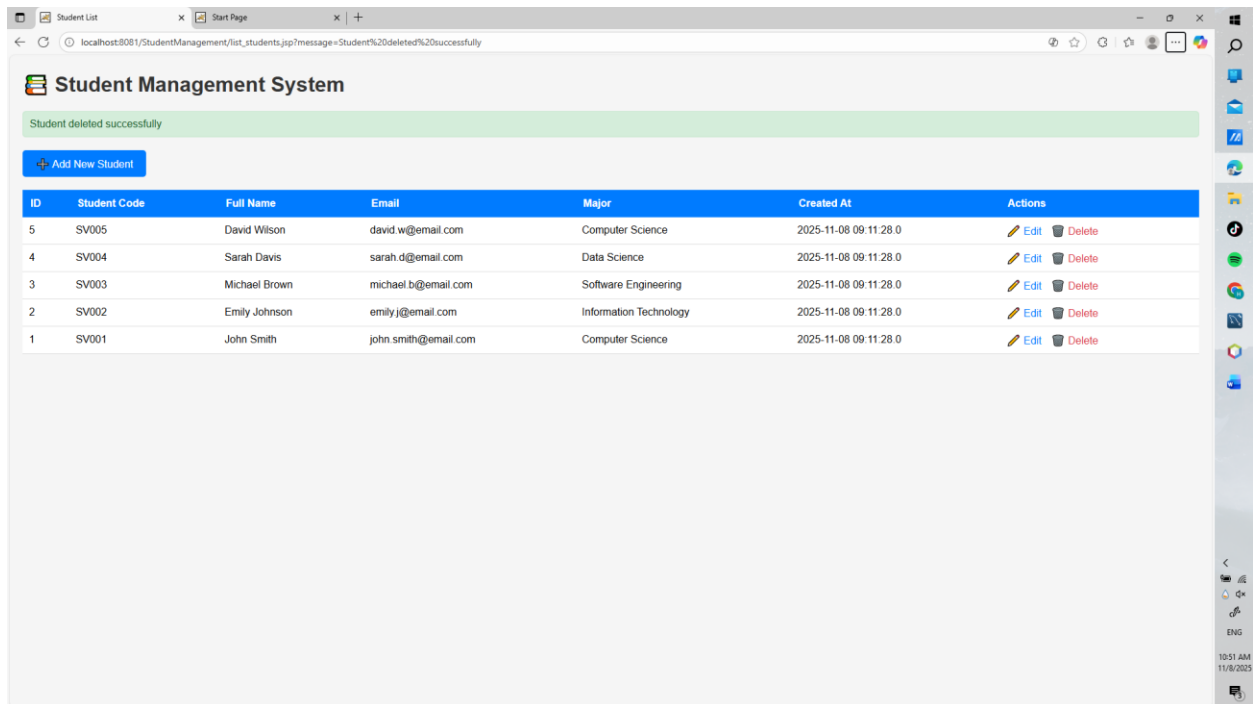 Student List
Start Page
localhost:8081/StudentManagement/list_students.jsp?message=Student%20deleted%20successfully
Student Management System
Student deleted successfully
Add New Student
ID Student Code Full Name Email Major Created At Actions
5 SV005 David Wilson david.w@email.com Computer Science 2025-11-08 09:11:28.0 Edit Delete
4 SV004 Sarah Davis sarah.d@email.com Data Science 2025-11-08 09:11:28.0 Edit Delete
3 SV003 Michael Brown michael.b@email.com Software Engineering 2025-11-08 09:11:28.0 Edit Delete
2 SV002 Emily Johnson emily.j@email.com Information Technology 2025-11-08 09:11:28.0 Edit Delete
1 SV001 John Smith john.smith@email.com Computer Science 2025-11-08 09:11:28.0 Edit Delete
ENG
10:51 AM
11/8/2025